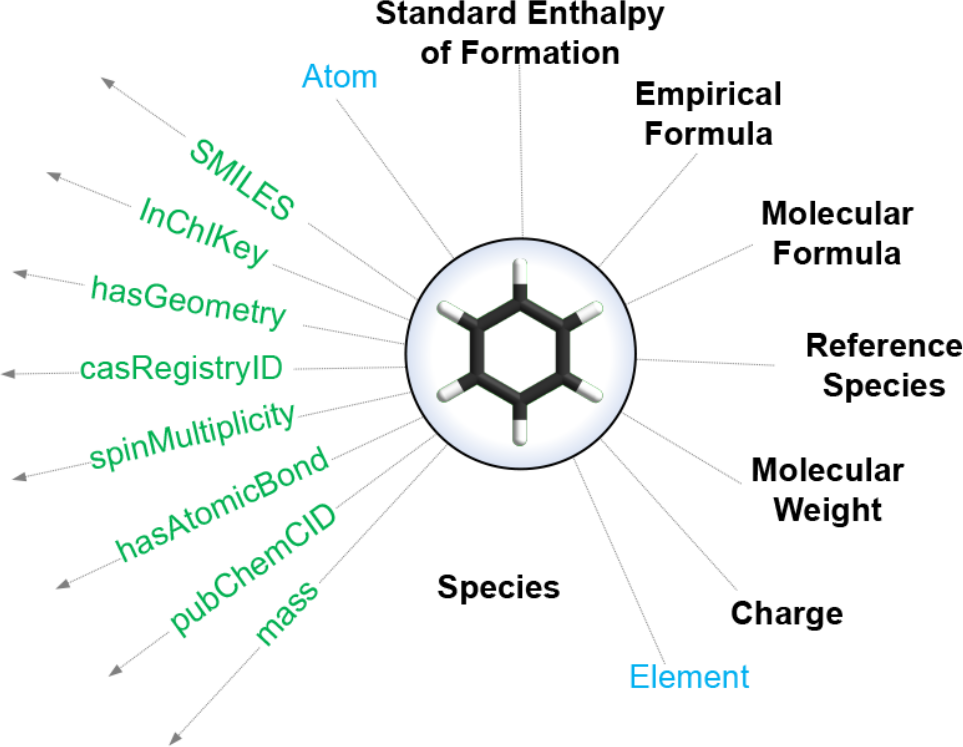 Standard Enthalpy
of Formation
Atom
Empirical
Formula
SMILES
InChIKey
Molecular
Formula
hasGeometry
casRegistryID
Reference
Species
spinMultiplicity
hasAtomicBond
Molecular
Weight
pubChemCID
mass
Species
Charge
Element